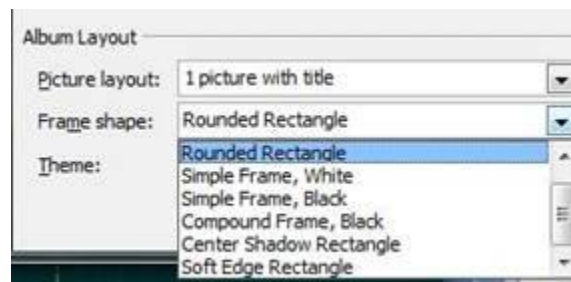 Album Layout
Picture layout: 1 picture with title
Frame shape: Rounded Rectangle
Theme:
Rounded Rectangle
Simple Frame, White
Simple Frame, Black
Compound Frame, Black
Center Shadow Rectangle
Soft Edge Rectangle